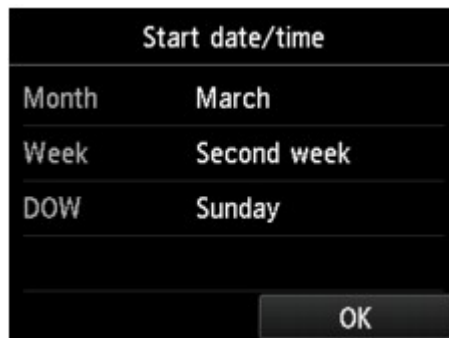 Start date/time
Month March
Week Second week
DOW Sunday
OK